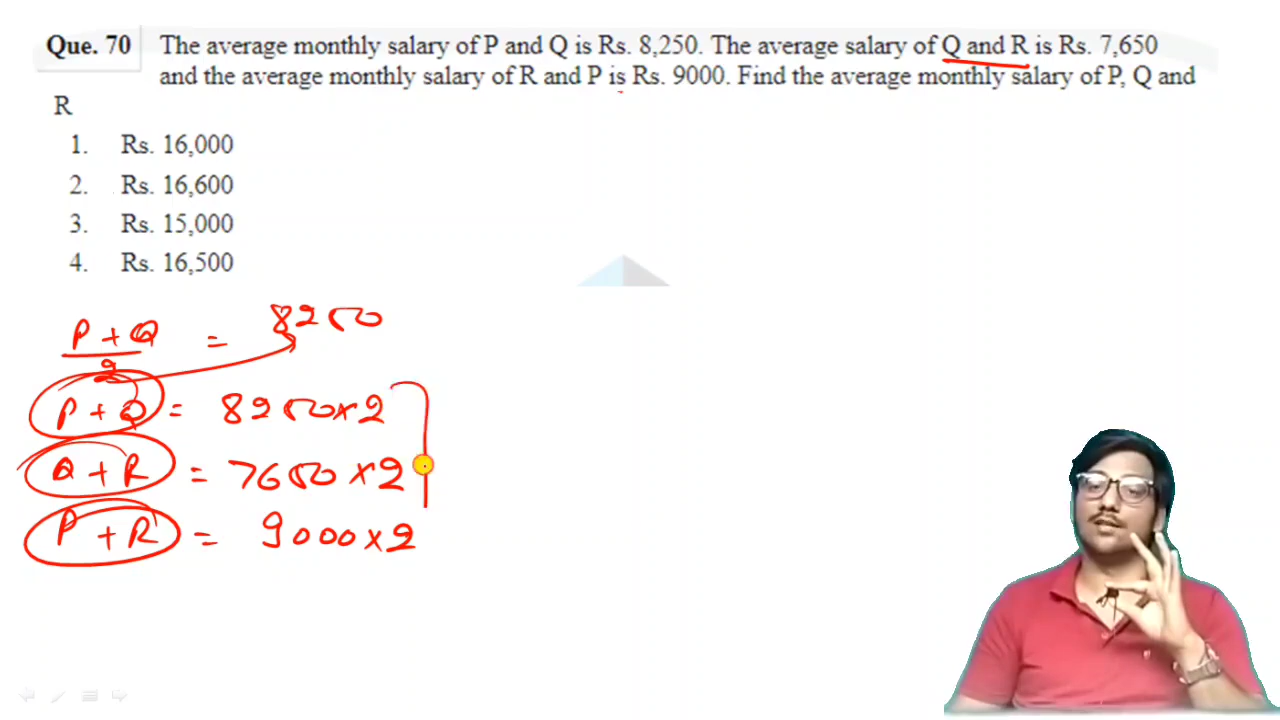 Que. 70 The average monthly salary of P and Q is Rs. 8,250. The average salary of Q and R is Rs. 7,650
and the average monthly salary of R and P is Rs. 9000. Find the average monthly salary of P, Q and
R
1. Rs. 16,000
2. Rs. 16,600
3. Rs. 15,000
4. Rs. 16,500
P + Q = 8250
2
P + Q = 8250 × 2
Q + R = 7650 × 2
P + R = 9000 × 2